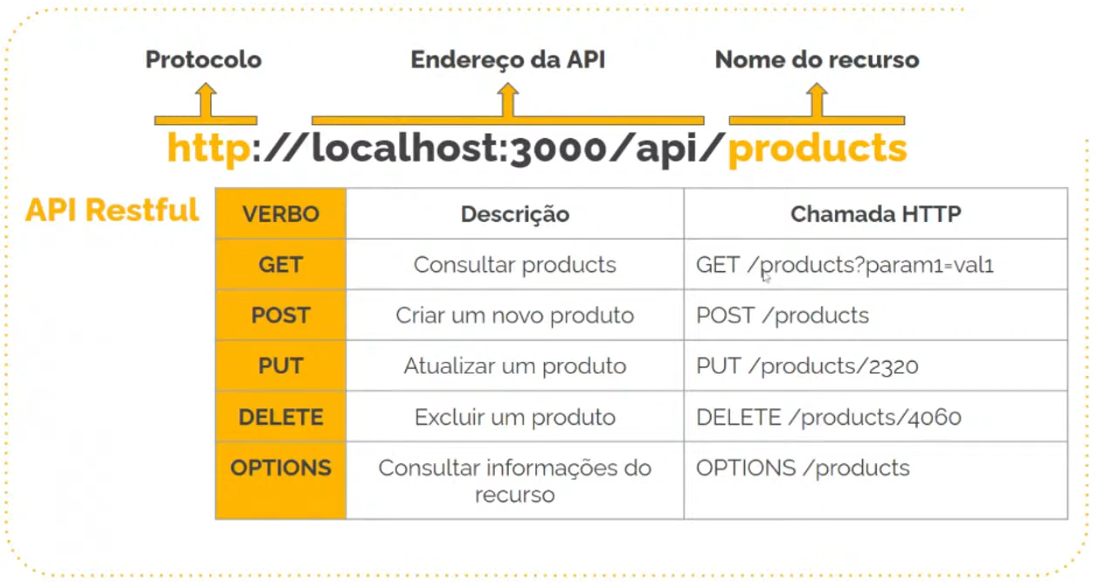 Protocolo Endereço da API Nome do recurso
http://localhost:3000/api/products
API Restful
VERBO Descrição Chamada HTTP
GET Consultar products GET /products?param1=val1
POST Criar um novo produto POST /products
PUT Atualizar um produto PUT /products/2320
DELETE Excluir um produto DELETE /products/4060
OPTIONS Consultar informações do OPTIONS /products
recurso